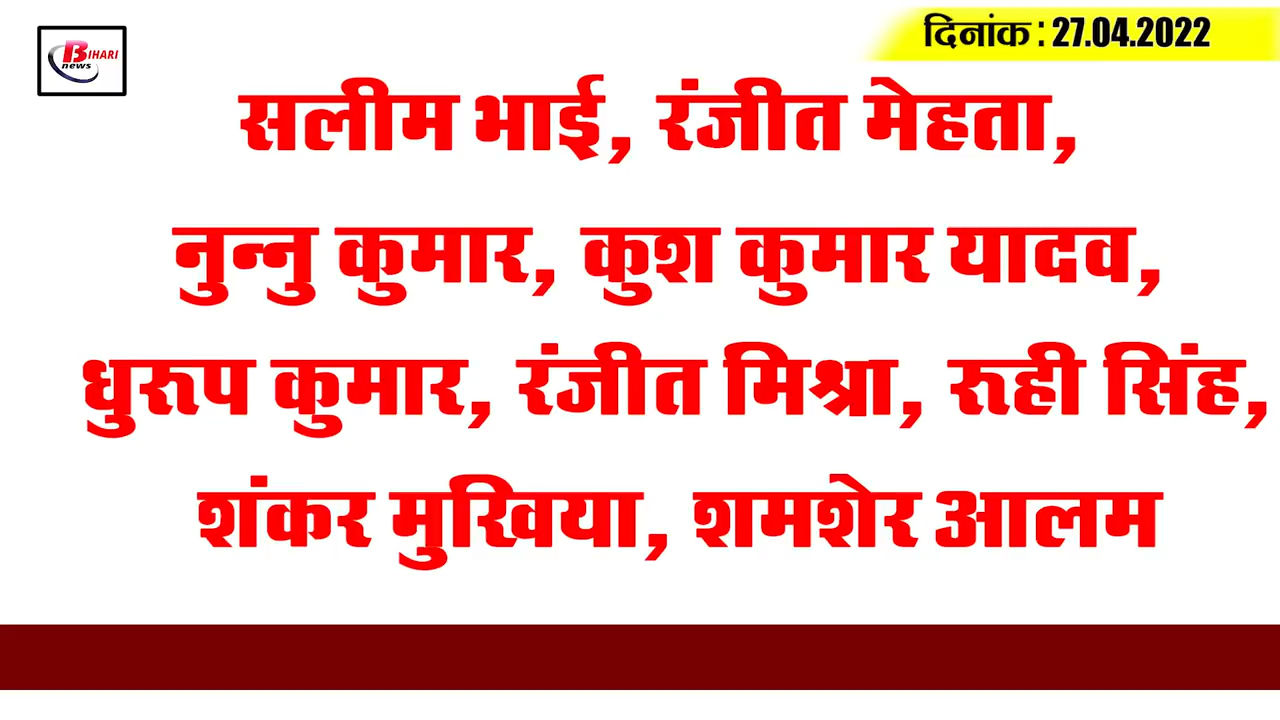 BIHARI
news
दिनांक : 27.04.2022
सलीम भाई, रंजीत मेहता,
नुन्नु कुमार, कुश कुमार यादव,
धुरूप कुमार, रंजीत मिश्रा, रूही सिंह,
शंकर मुखिया, शमशेर आलम